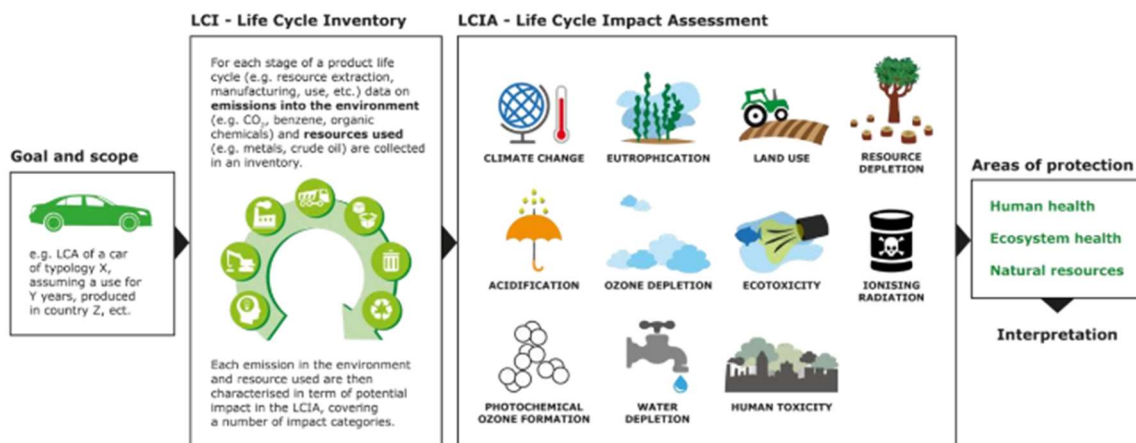 Goal and scope
e.g. LCA of a car
of typology X,
assuming a use for
Y years, produced
in country Z, ect.
LCI - Life Cycle Inventory
For each stage of a product life
cycle (e.g. resource extraction,
manufacturing, use, etc.) data on
emissions into the environment
(e.g. CO₂, benzene, organic
chemicals) and resources used
(e.g. metals, crude oil) are collected
in an inventory.
Each emission in the environment
and resource used are then
characterised in term of potential
impact in the LCIA, covering
a number of impact categories.
LCIA - Life Cycle Impact Assessment
CLIMATE CHANGE
EUTROPHICATION
LAND USE
RESOURCE
DEPLETION
ACIDIFICATION
OZONE DEPLETION
ECOTOXICITY
IONISING
RADIATION
PHOTOCHEMICAL
OZONE FORMATION
WATER
DEPLETION
HUMAN TOXICITY
Areas of protection
Human health
Ecosystem health
Natural resources
Interpretation